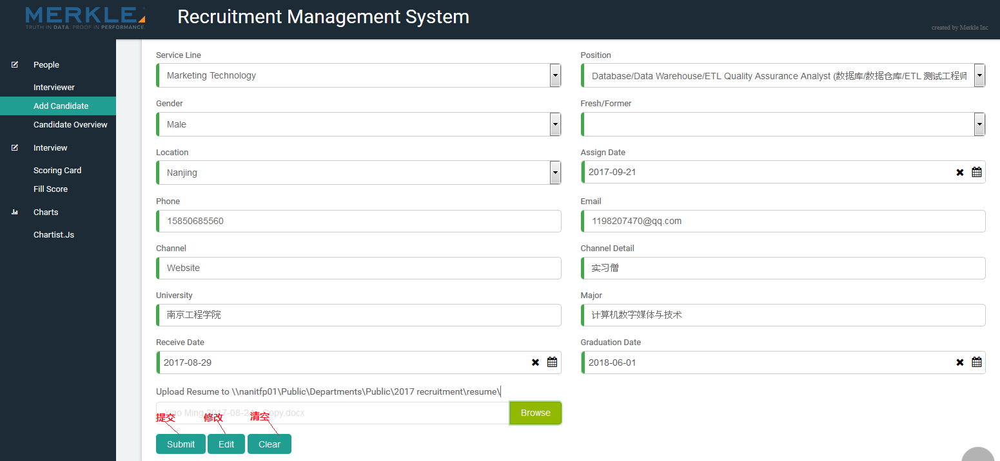 MERKLE
TRUTH IN DATA. PROOF IN PERFORMANCE.
Recruitment Management System
created by Merkle Inc
People
Interviewer
Add Candidate
Candidate Overview
Interview
Scoring Card
Fill Score
Charts
Chartist.Js
Service Line
Position
Marketing Technology
Database/Data Warehouse/ETL Quality Assurance Analyst (数据库/数据仓库/ETL 测试工程师
Gender
Fresh/Former
Male
Location
Assign Date
Nanjing
2017-09-21
Phone
Email
15850685560
1198207470@qq.com
Channel
Channel Detail
Website
实习僧
University
Major
南京工程学院
计算机数字媒体与技术
Receive Date
Graduation Date
2017-08-29
2018-06-01
Upload Resume to \\nanitfp01\Public\Departments\Public\2017 recruitment\resume\
Xiao Ming 2017-08-24 - Copy.docx
Browse
提交 修改 清空
Submit Edit Clear